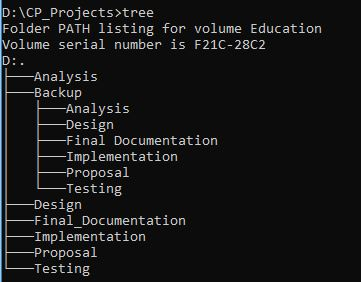 D:\CP_Projects>tree
Folder PATH listing for volume Education
Volume serial number is F21C-28C2
D:.
├───Analysis
├───Backup
│   ├───Analysis
│   ├───Design
│   ├───Final Documentation
│   ├───Implementation
│   ├───Proposal
│   └───Testing
├───Design
├───Final_Documentation
├───Implementation
├───Proposal
└───Testing